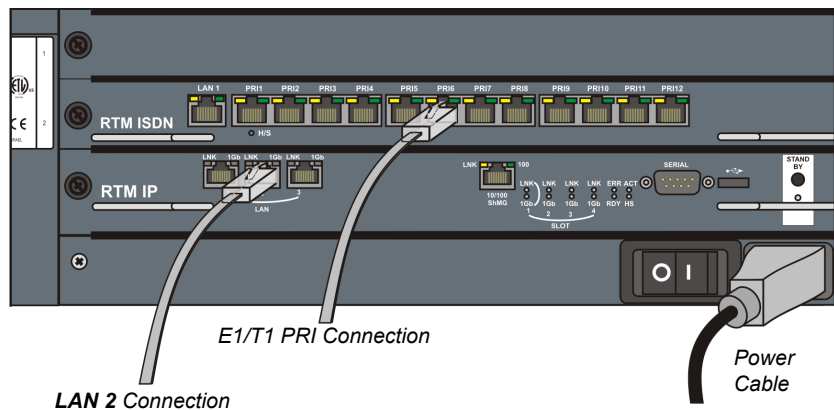 1
LAN 1 PRI1 PRI2 PRI3 PRI4 PRI5 PRI6 PRI7 PRI8 PRI9 PRI10 PRI11 PRI12
ETL US
CE
2
RTM ISDN
H/S
ISRAEL
LNK 1Gb LNK 1Gb LNK 1Gb
LNK 100
SERIAL
STAND
BY
RTM IP
10/100
ShMG
LNK LNK LNK LNK ERR ACT
1Gb 1Gb 1Gb 1Gb RDY HS
1 2 3 4
SLOT
3
LAN
O I
E1/T1 PRI Connection
Power
Cable
LAN 2 Connection